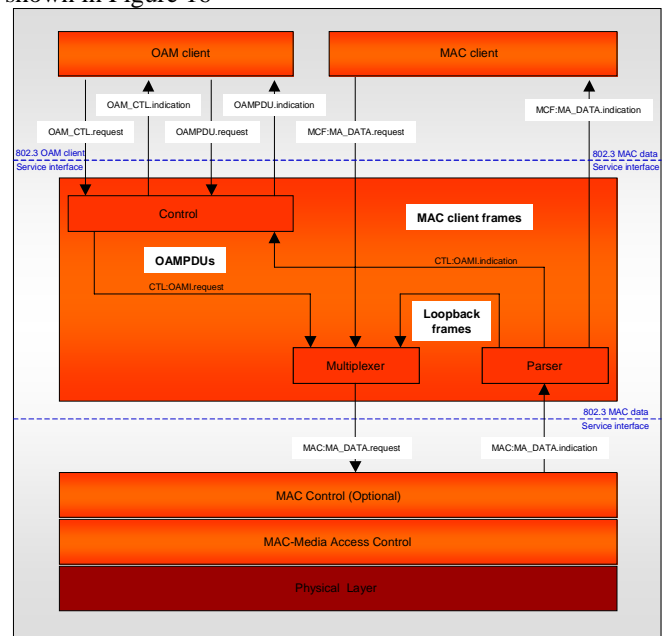 shown in Figure 18
OAM client
MAC client
OAM_CTL.indication
OAMPDU.indication
MCF:MA_DATA.indication
OAM_CTL.request
OAMPDU.request
MCF:MA_DATA.request
802.3 OAM client
Service interface
802.3 MAC data
Service interface
Control
MAC client frames
OAMPDUs
CTL:OAMI.indication
CTL:OAMI.request
Loopback
frames
Multiplexer
Parser
802.3 MAC data
Service interface
MAC:MA_DATA.request
MAC:MA_DATA.indication
MAC Control (Optional)
MAC-Media Access Control
Physical Layer